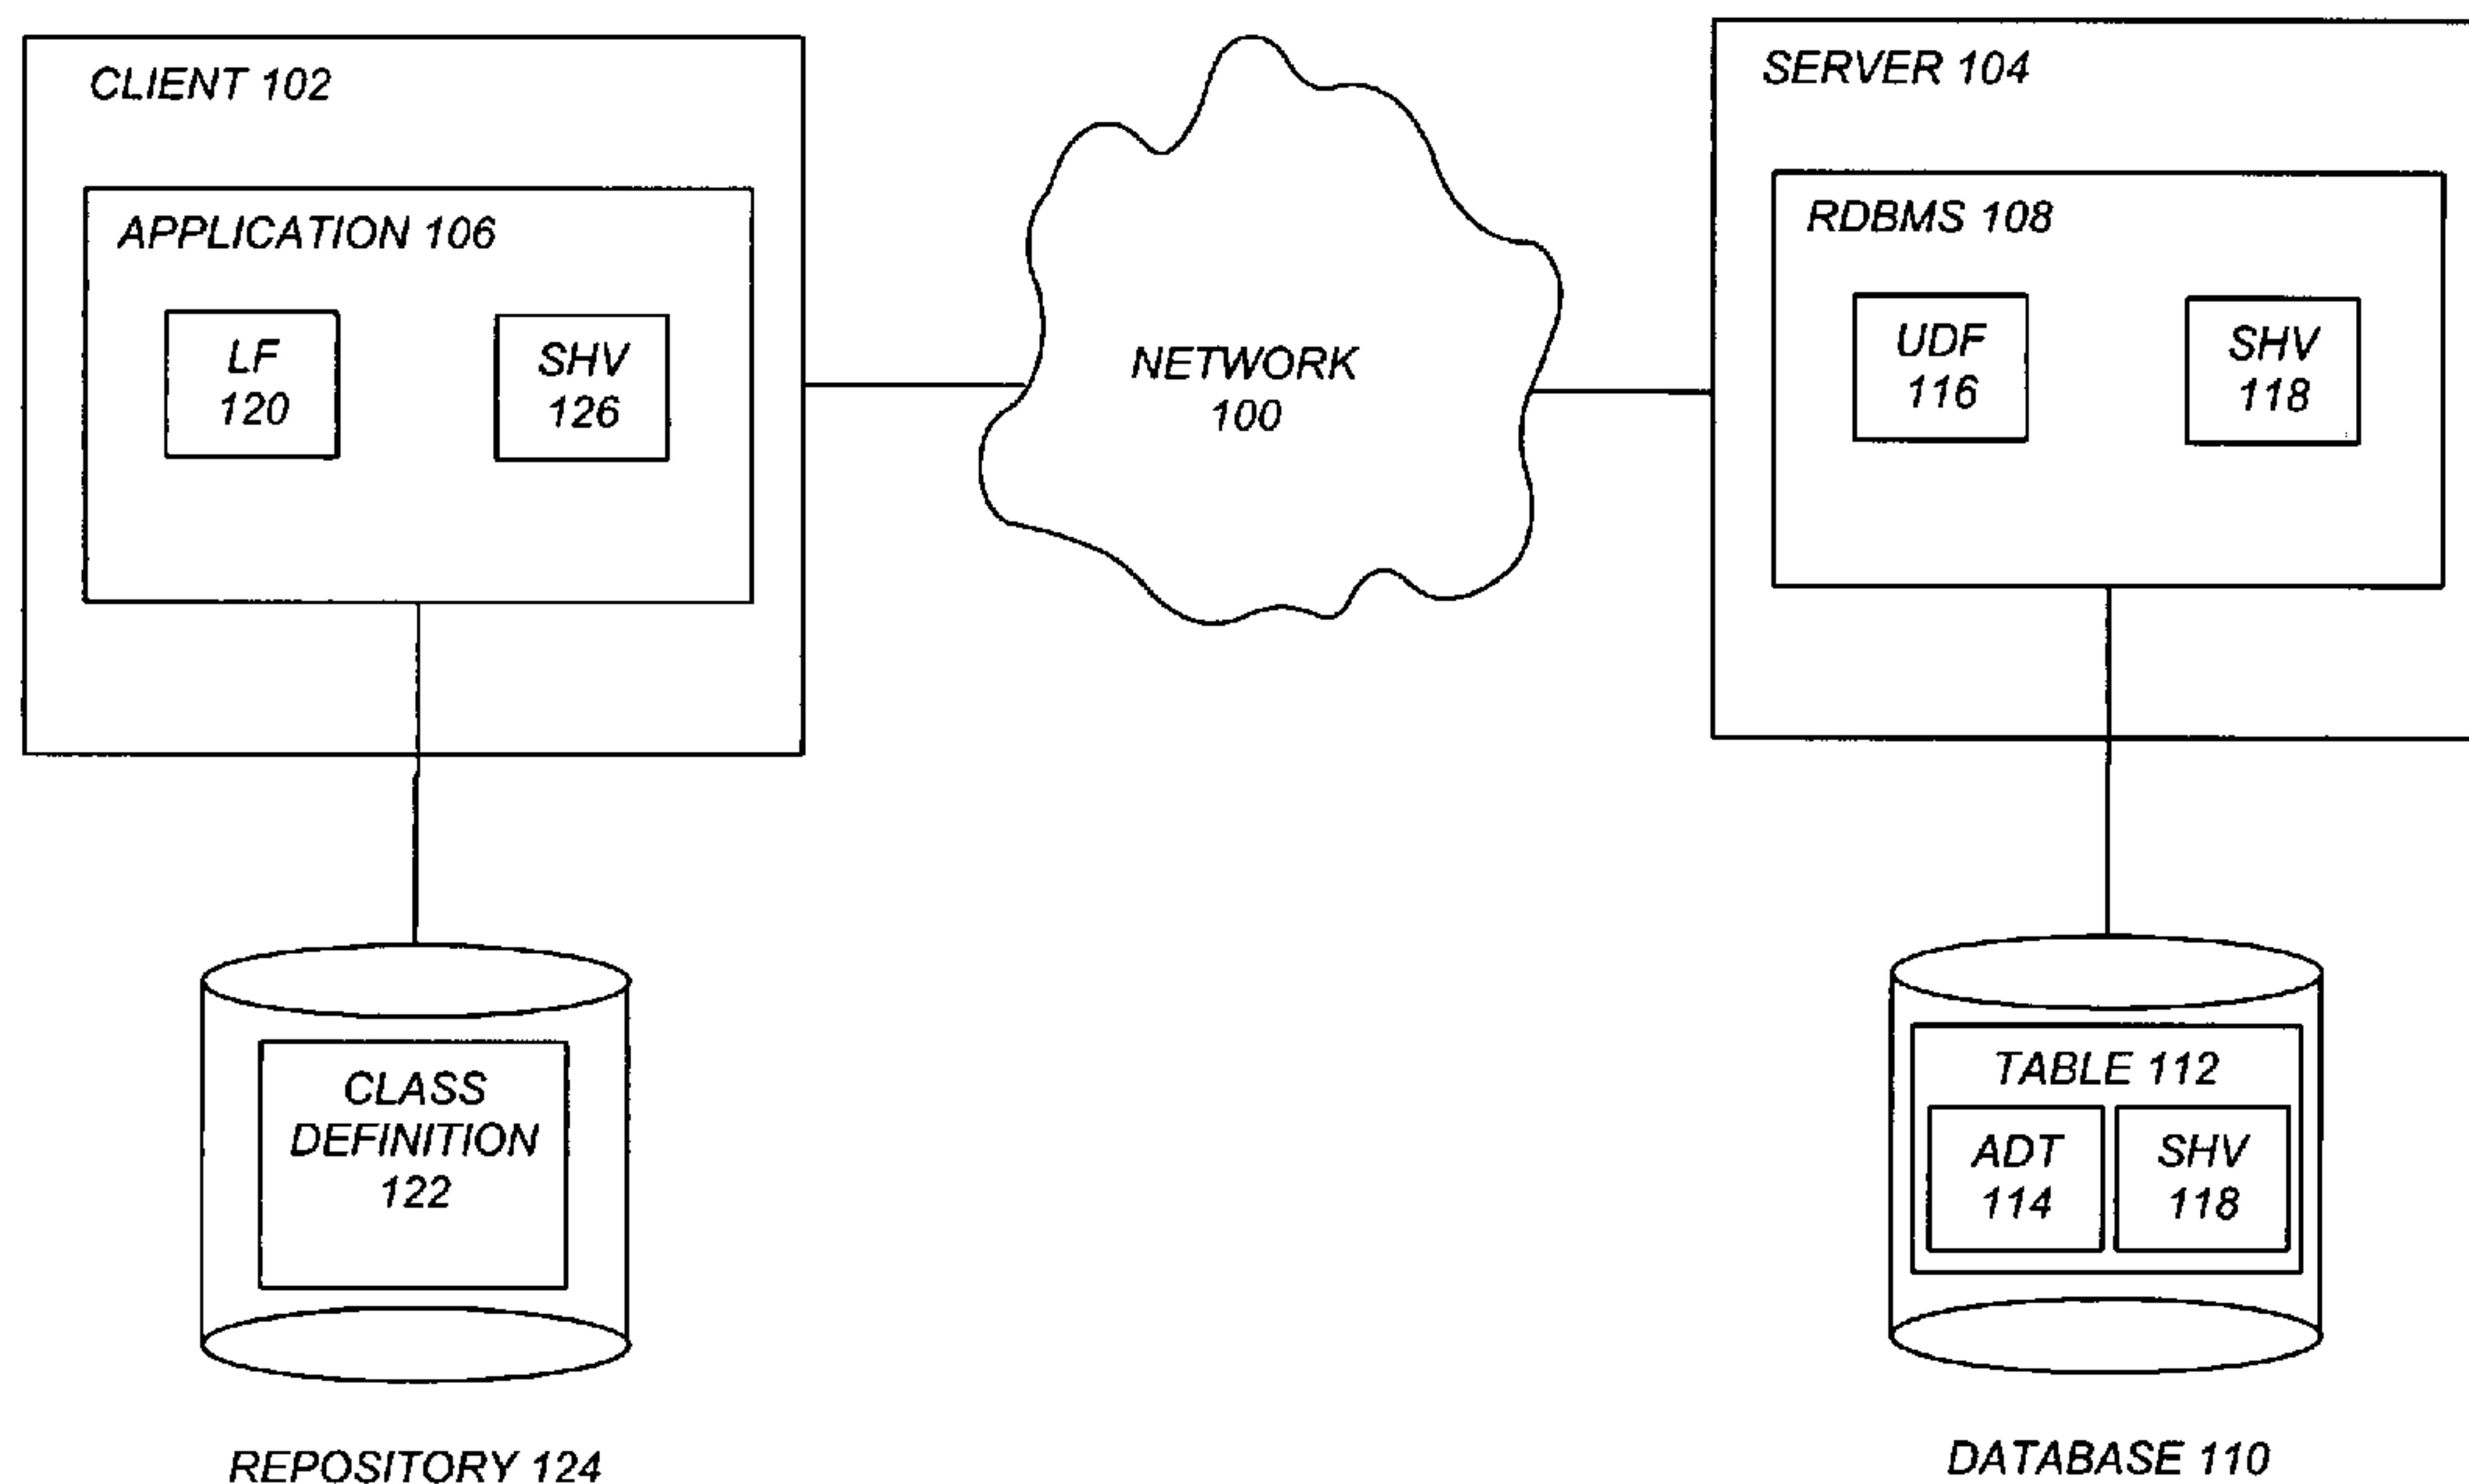 CLIENT 102
APPLICATION 106
LF
120
SHV
126
NETWORK
100
SERVER 104
RDBMS 108
UDF
116
SHV
118
CLASS
DEFINITION
122
REPOSITORY 124
TABLE 112
ADT
114
SHV
118
DATABASE 110